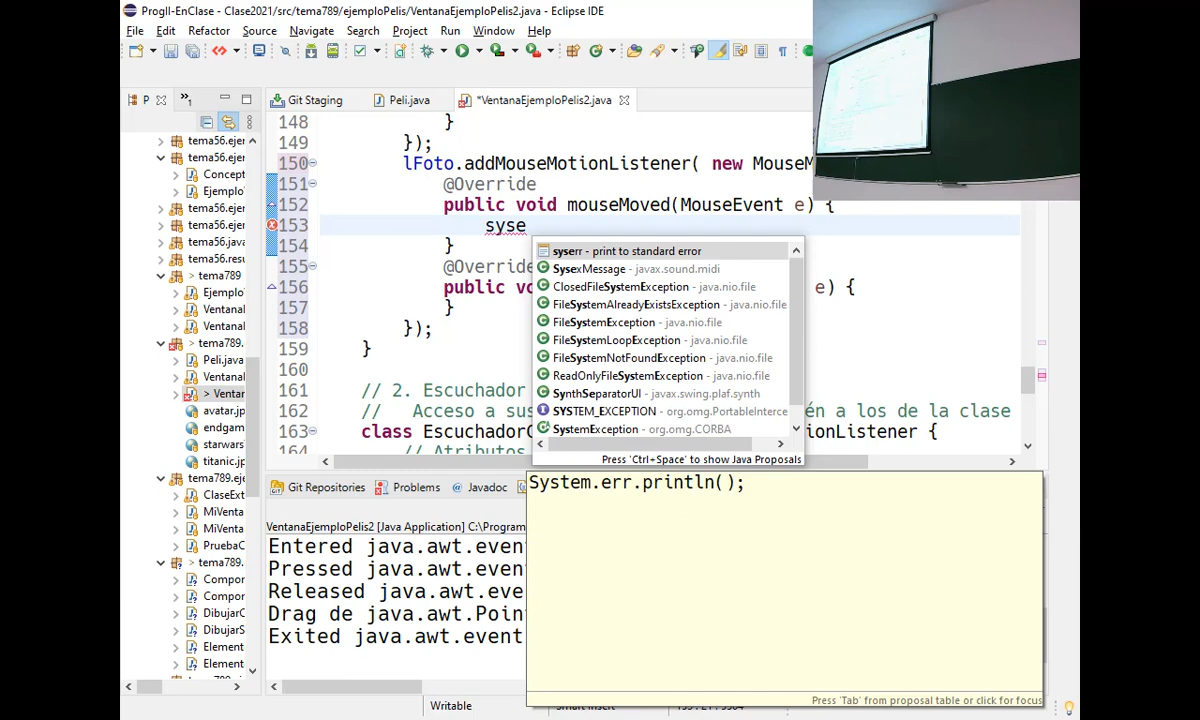 ProgII-EnClase - Clase2021/src/tema789/ejemploPelis/VentanaEjemploPelis2.java - Eclipse IDE
File Edit Refactor Source Navigate Search Project Run Window Help
P
1
Git Staging
Peli.java
*VentanaEjemploPelis2.java
tema56.ejer
tema56.ejer
Concept
Ejemplo
tema56.ejer
tema56.ejer
tema56.java
tema56.resu
> tema789
Ejemplo
Ventana
Ventana
> tema789.
Peli.java
Ventanal
> Ventar
avatar.jp
endgam
starwars
titanic.jp
tema789.ej
ClaseExt
MiVenta
MiVenta
PruebaC
> tema789.
Compor
Compor
DibujarC
DibujarS
Element
Element
148 }
149 });
150 lFoto.addMouseMotionListener( new MouseM
151 @Override
152 public void mouseMoved(MouseEvent e) {
153 syse
154 }
155 @Override
156 public vo e) {
157 }
158 });
159 }
160
161 // 2. Escuchador
162 // Acceso a sus én a los de la clase
163 class EscuchadorC ionListener {
164 // Atributos
syserr - print to standard error
SysexMessage - javax.sound.midi
ClosedFileSystemException - java.nio.file
FileSystemAlreadyExistsException - java.nio.file
FileSystemException - java.nio.file
FileSystemLoopException - java.nio.file
FileSystemNotFoundException - java.nio.file
ReadOnlyFileSystemException - java.nio.file
SynthSeparatorUI - javax.swing.plaf.synth
SYSTEM_EXCEPTION - org.omg.PortableInterce
SystemException - org.omg.CORBA
Press 'Ctrl+Space' to show Java Proposals
System.err.println();
Press 'Tab' from proposal table or click for focus
Git Repositories
Problems
Javadoc
VentanaEjemploPelis2 [Java Application] C:\Program
Entered java.awt.even
Pressed java.awt.even
Released java.awt.eve
Drag de java.awt.Poin
Exited java.awt.event
Writable